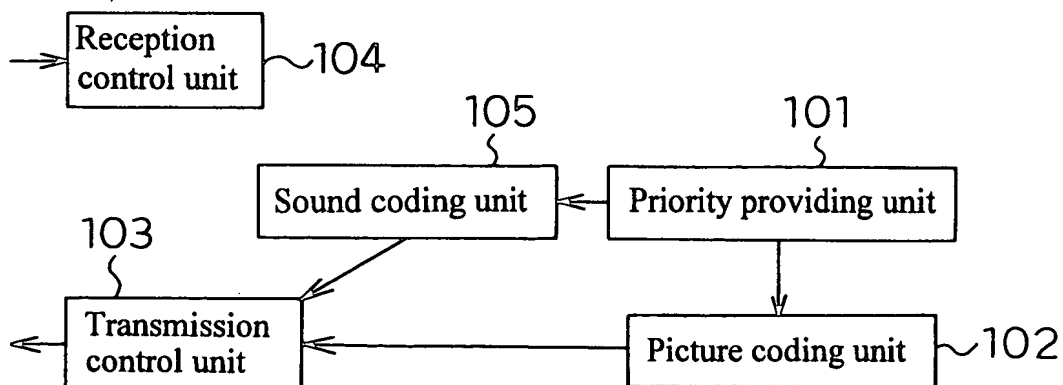 Reception
control unit
104
105
101
Sound coding unit
Priority providing unit
103
Transmission
control unit
Picture coding unit
102